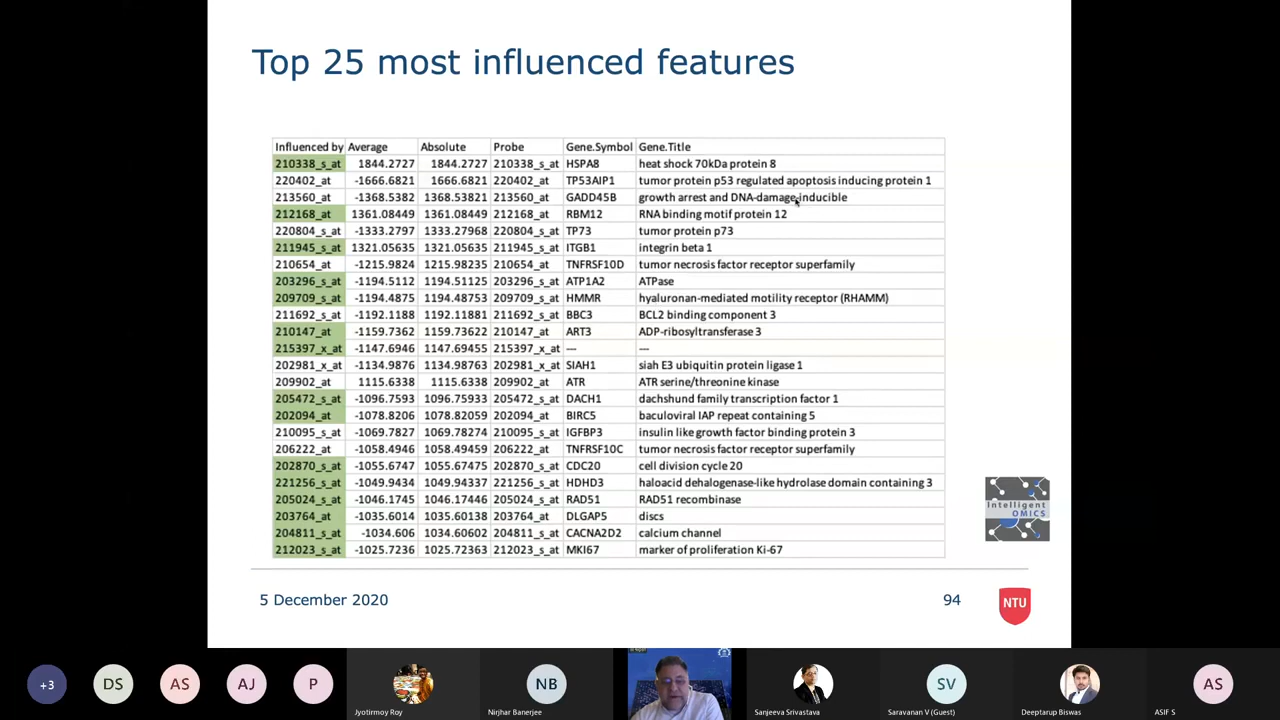 Top 25 most influenced features
Influenced by Average Absolute Probe Gene.Symbol Gene.Title
210338_s_at 1844.2727 1844.2727 210338_s_at HSPA8 heat shock 70kDa protein 8
220402_at -1666.6821 1666.6821 220402_at TP53AIP1 tumor protein p53 regulated apoptosis inducing protein 1
213560_at -1368.5382 1368.53821 213560_at GADD45B growth arrest and DNA-damage-inducible
212168_at 1361.08449 1361.08449 212168_at RBM12 RNA binding motif protein 12
220804_s_at -1333.2797 1333.27968 220804_s_at TP73 tumor protein p73
211945_s_at 1321.05635 1321.05635 211945_s_at ITGB1 integrin beta 1
210654_at -1215.9824 1215.98235 210654_at TNFRSF10D tumor necrosis factor receptor superfamily
203296_s_at -1194.5112 1194.51125 203296_s_at ATP1A2 ATPase
209709_s_at -1194.4875 1194.48753 209709_s_at HMMR hyaluronan-mediated motility receptor (RHAMM)
211692_s_at -1192.1188 1192.11881 211692_s_at BBC3 BCL2 binding component 3
210147_at -1159.7362 1159.73622 210147_at ART3 ADP-ribosyltransferase 3
215397_x_at -1147.6946 1147.69455 215397_x_at --- ---
202981_x_at -1134.9876 1134.98763 202981_x_at SIAH1 siah E3 ubiquitin protein ligase 1
209902_at 1115.6338 1115.6338 209902_at ATR ATR serine/threonine kinase
205472_s_at -1096.7593 1096.75933 205472_s_at DACH1 dachshund family transcription factor 1
202094_at -1078.8206 1078.82059 202094_at BIRC5 baculoviral IAP repeat containing 5
210095_s_at -1069.7827 1069.78274 210095_s_at IGFBP3 insulin like growth factor binding protein 3
206222_at -1058.4946 1058.49459 206222_at TNFRSF10C tumor necrosis factor receptor superfamily
202870_s_at -1055.6747 1055.67475 202870_s_at CDC20 cell division cycle 20
221256_s_at -1049.9434 1049.94337 221256_s_at HDHD3 haloacid dehalogenase-like hydrolase domain containing 3
205024_s_at -1046.1745 1046.17446 205024_s_at RAD51 RAD51 recombinase
203764_at -1035.6014 1035.60138 203764_at DLGAP5 discs
204811_s_at -1034.606 1034.60602 204811_s_at CACNA2D2 calcium channel
212023_s_at -1025.7236 1025.72363 212023_s_at MKI67 marker of proliferation Ki-67
Intelligent
OMICS
5 December 2020 94 NTU
+3 DS AS AJ P NB SV AS
Jyotirmoy Roy Nirjhar Banerjee Sanjeeva Srivastava Saravanan V (Guest) Deeptarup Biswas ASIF S